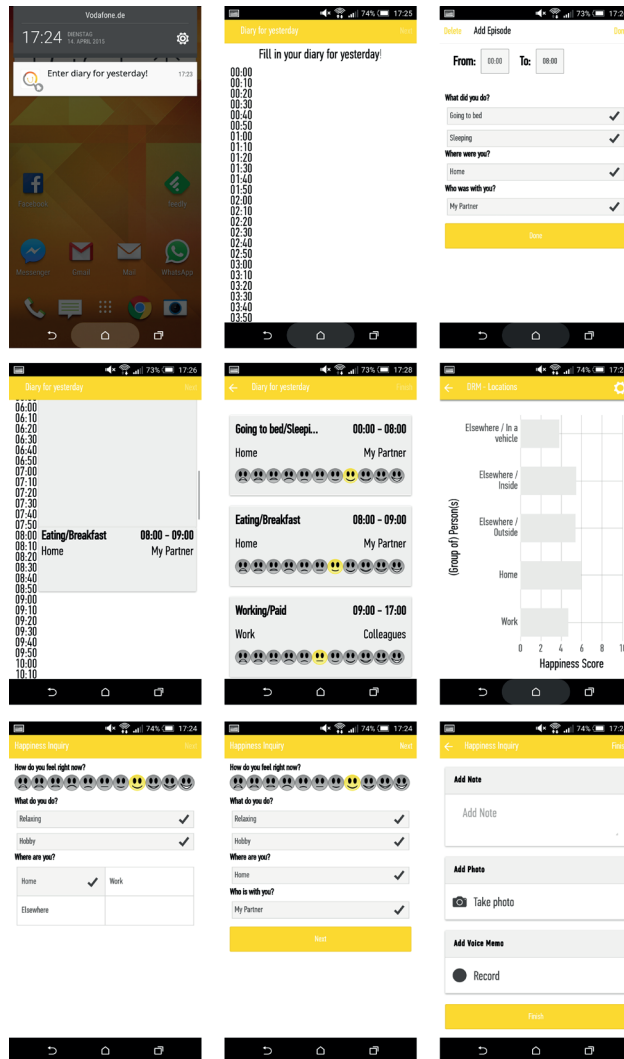 Vodafone.de
17:24 DIENSTAG
14. APRIL 2015
Enter diary for yesterday! 17:23
Facebook
Feedly
Messenger Gmail Mail WhatsApp
74% 17:25
Diary for yesterday Next
Fill in your diary for yesterday!
00:00
00:10
00:20
00:30
00:40
00:50
01:00
01:10
01:20
01:30
01:40
01:50
02:00
02:10
02:20
02:30
02:40
02:50
03:00
03:10
03:20
03:30
03:40
03:50
73%
Delete Add Episode
From: 00:00 To: 08:00
What did you do?
Going to bed
Sleeping
Where were you?
Home
Who was with you?
My Partner
Done
73% 17:26
Diary for yesterday Next
06:00
06:10
06:20
06:30
06:40
06:50
07:00
07:10
07:20
07:30
07:40
07:50
08:00 Eating/Breakfast 08:00 – 09:00
08:10 Home My Partner
08:20
08:30
08:40
08:50
09:00
09:10
09:20
09:30
09:40
09:50
10:00
10:10
73% 17:28
Diary for yesterday Finish
Going to bed/Sleepi... 00:00 – 08:00
Home My Partner
Eating/Breakfast 08:00 – 09:00
Home My Partner
Working/Paid 09:00 – 17:00
Work Colleagues
74%
DRM - Locations
(Group of) Person(s)
Elsewhere / In a
vehicle
Elsewhere /
Inside
Elsewhere /
Outside
Home
Work
0 2 4 6 8 10
Happiness Score
74% 17:24
Happiness Inquiry Next
How do you feel right now?
What do you do?
Relaxing
Hobby
Where are you?
Home Work
Elsewhere
74% 17:24
Happiness Inquiry Next
How do you feel right now?
What do you do?
Relaxing
Hobby
Where are you?
Home
Who is with you?
My Partner
Next
74%
Happiness Inquiry
Add Note
Add Note
Add Photo
Take photo
Add Voice Memo
Record
Finish